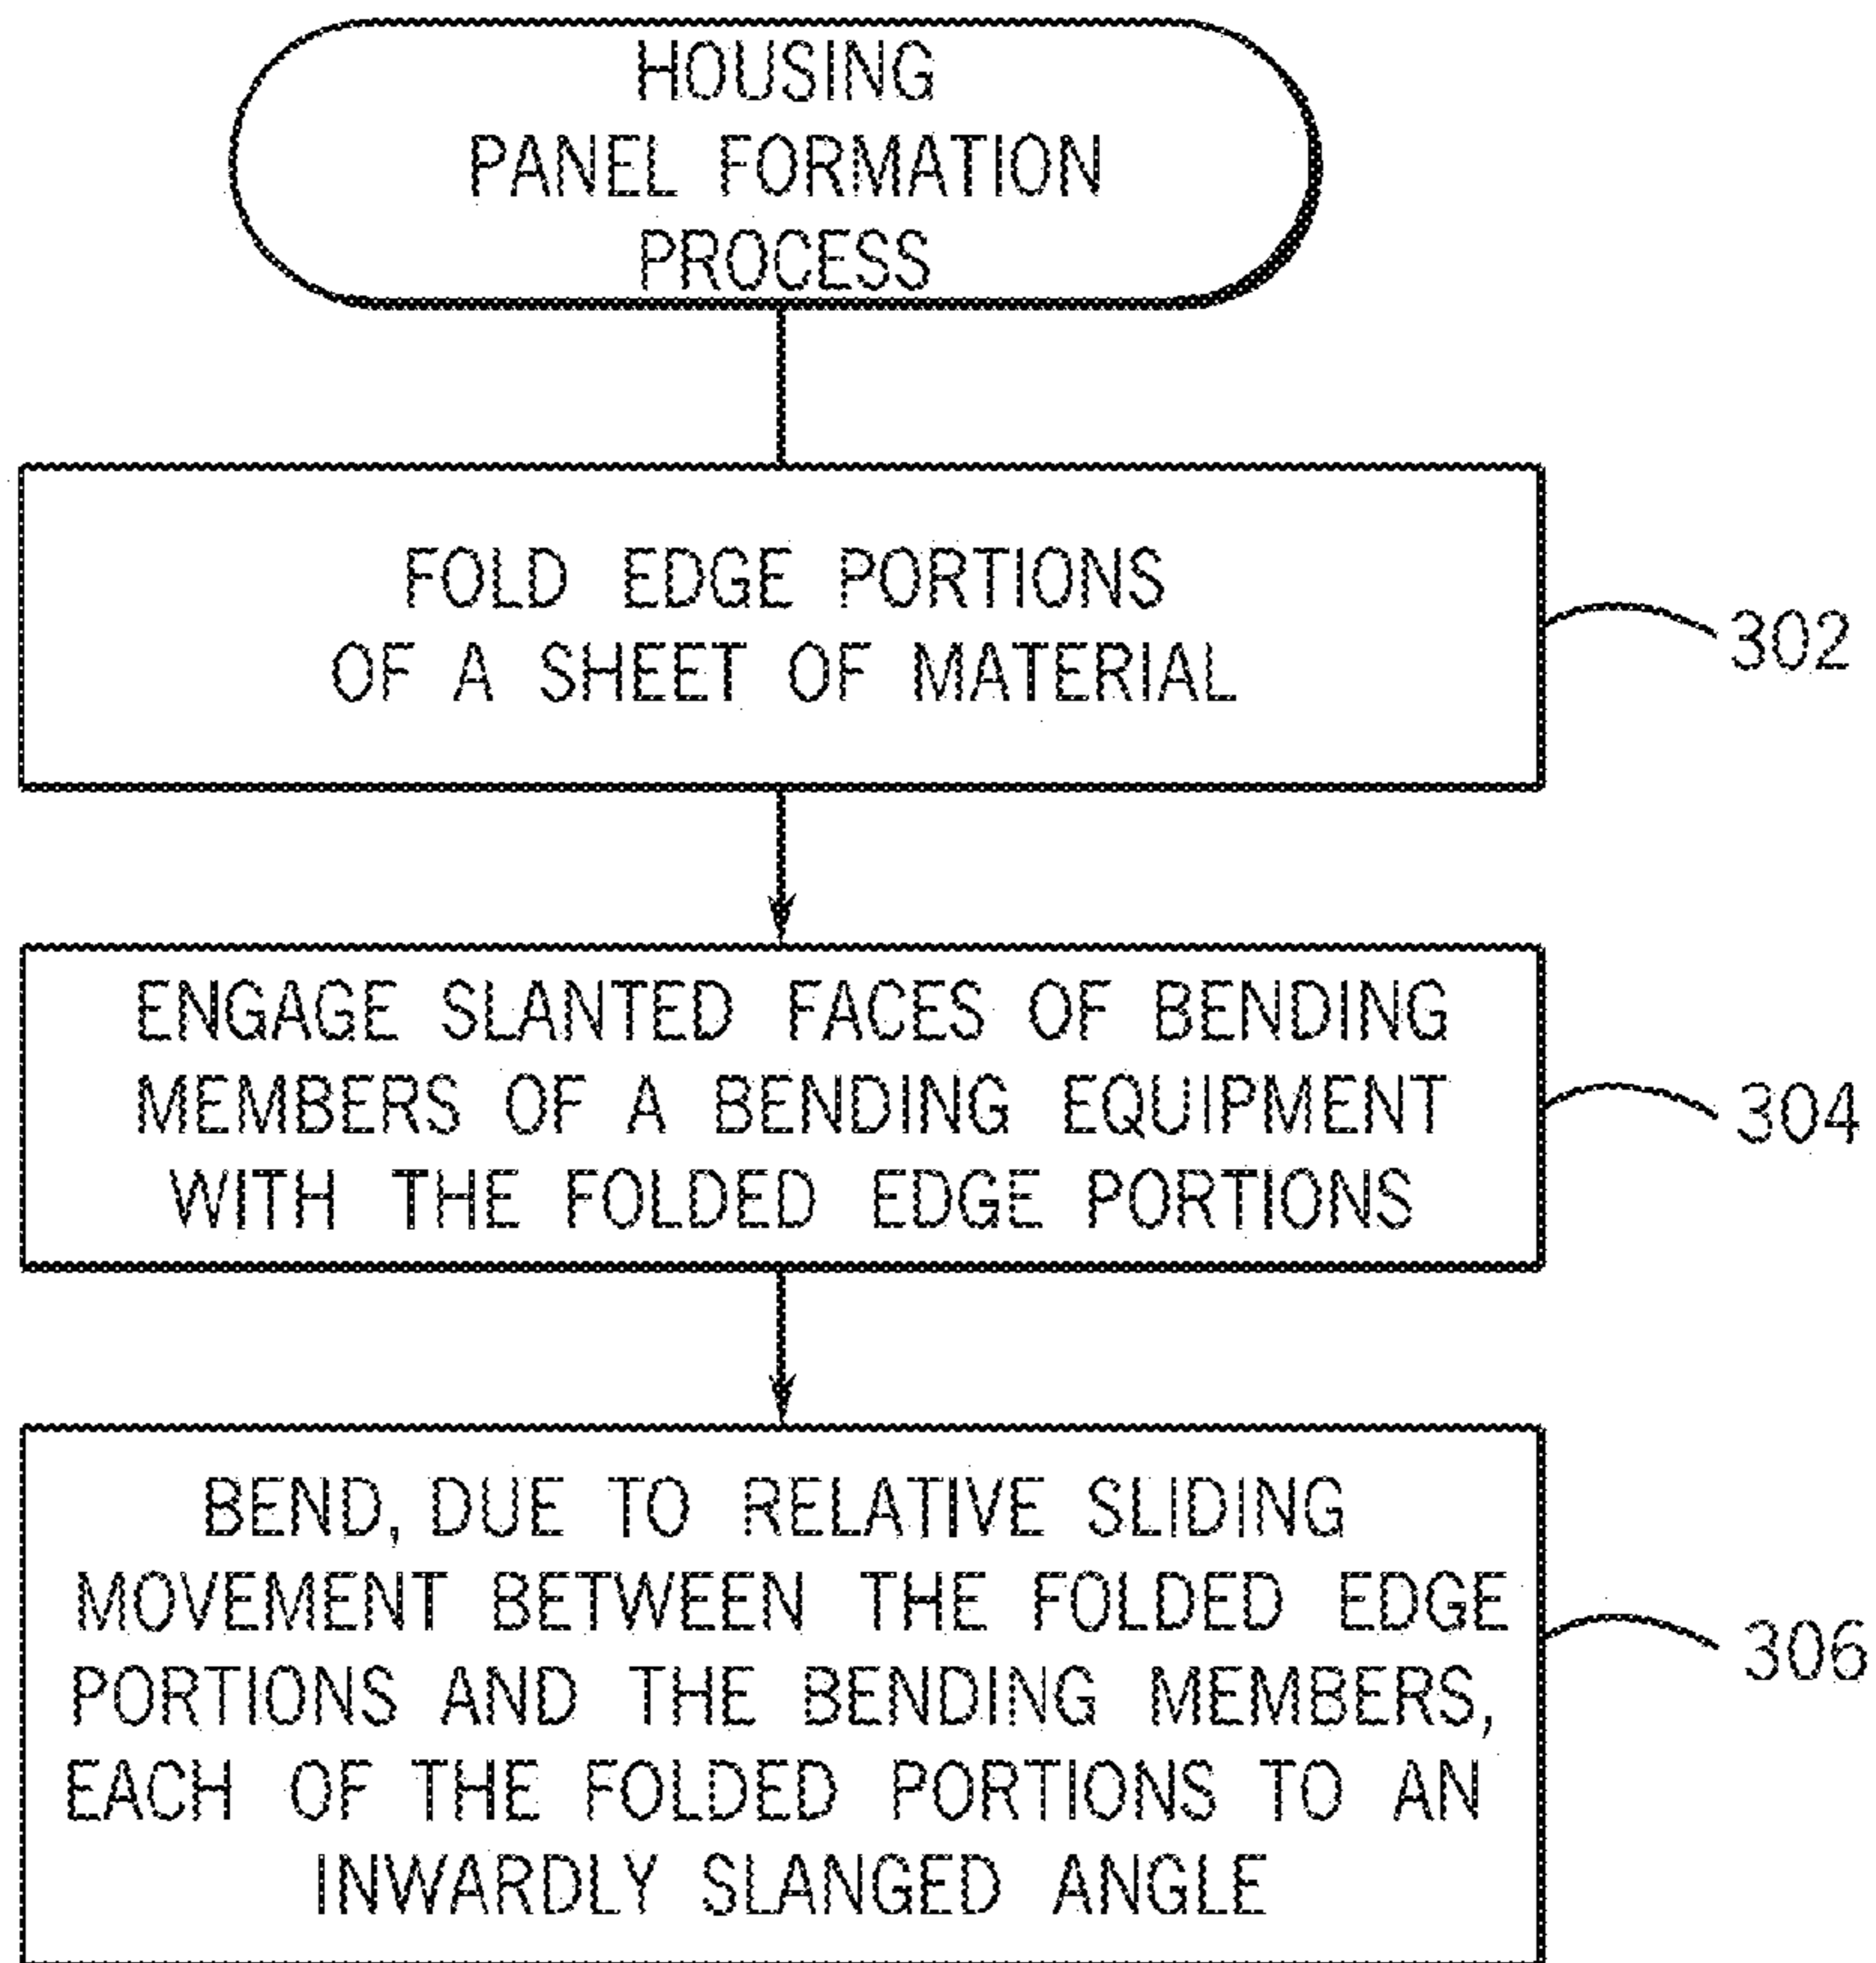 HOUSING
PANEL FORMATION
PROCESS
FOLD EDGE PORTIONS
OF A SHEET OF MATERIAL
302
ENGAGE SLANTED FACES OF BENDING
MEMBERS OF A BENDING EQUIPMENT
WITH THE FOLDED EDGE PORTIONS
304
BEND, DUE TO RELATIVE SLIDING
MOVEMENT BETWEEN THE FOLDED EDGE
PORTIONS AND THE BENDING MEMBERS,
EACH OF THE FOLDED PORTIONS TO AN
INWARDLY SLANGED ANGLE
306